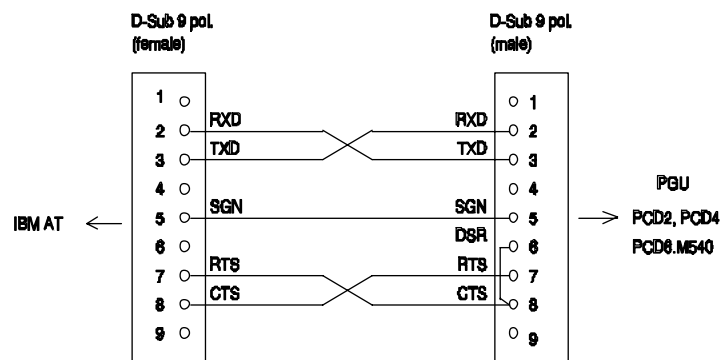 D-Sub 9 pol. D-Sub 9 pol.
(female) (male)
1 1
2 RXD RXD 2
3 TXD TXD 3
4 4
PGU
IBM AT 5 SGN SGN 5 PCD2, PCD4
6 DSR 6 PCD6.M540
7 RTS RTS 7
8 CTS CTS 8
9 9